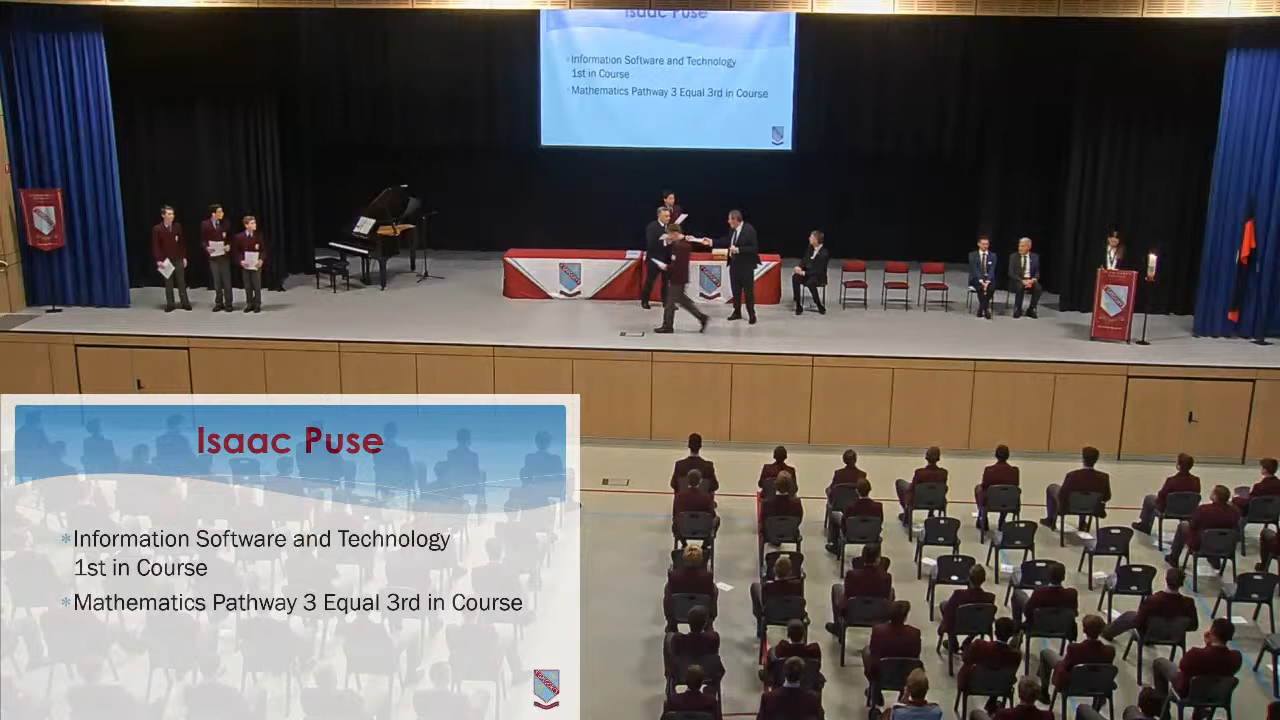 Isaac Puse
Information Software and Technology
1st in Course
Mathematics Pathway 3 Equal 3rd in Course
Isaac Puse
*Information Software and Technology
1st in Course
*Mathematics Pathway 3 Equal 3rd in Course